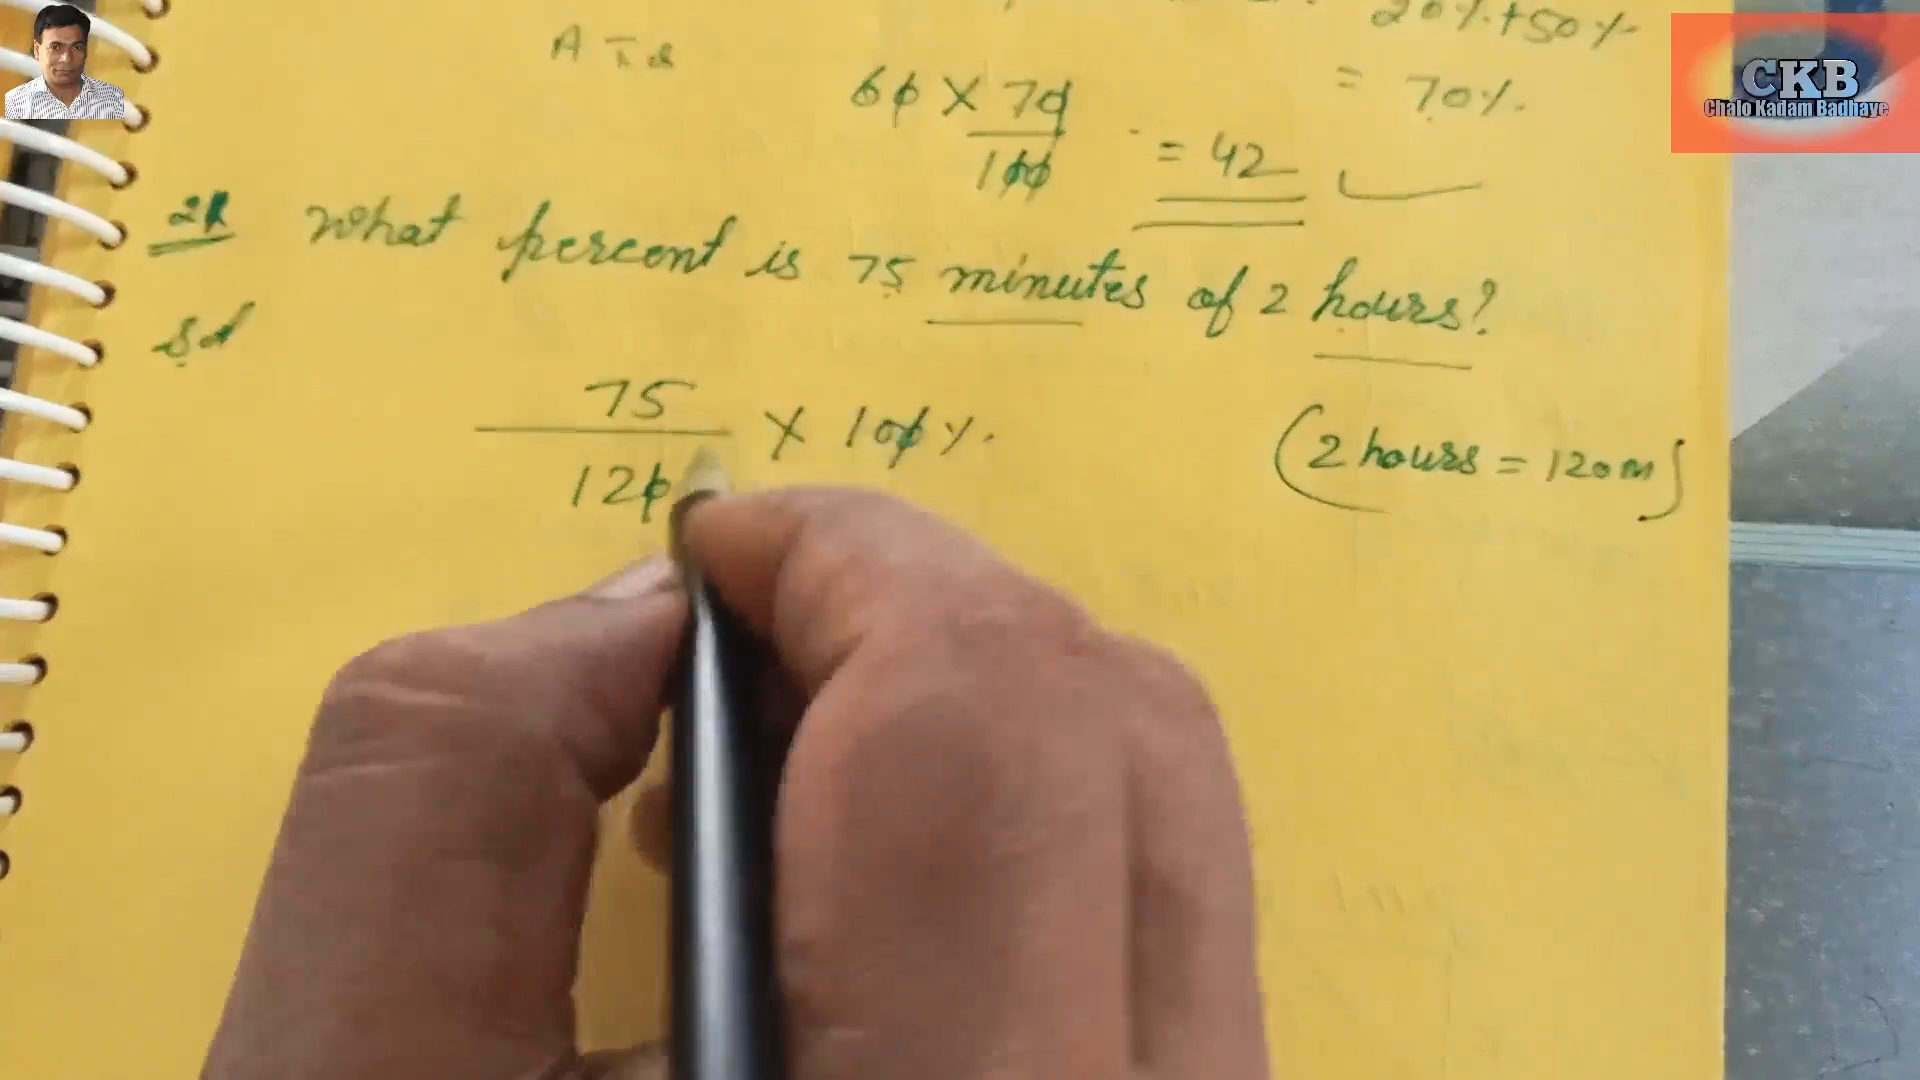 20%+50%
= 70%.
60 X 70
100
= 42
What percent is 75 minutes of 2 hours?
Sol
75
120
X 100%.
(2 hours = 120m)
CKB
Chalo Kadam Badhaye